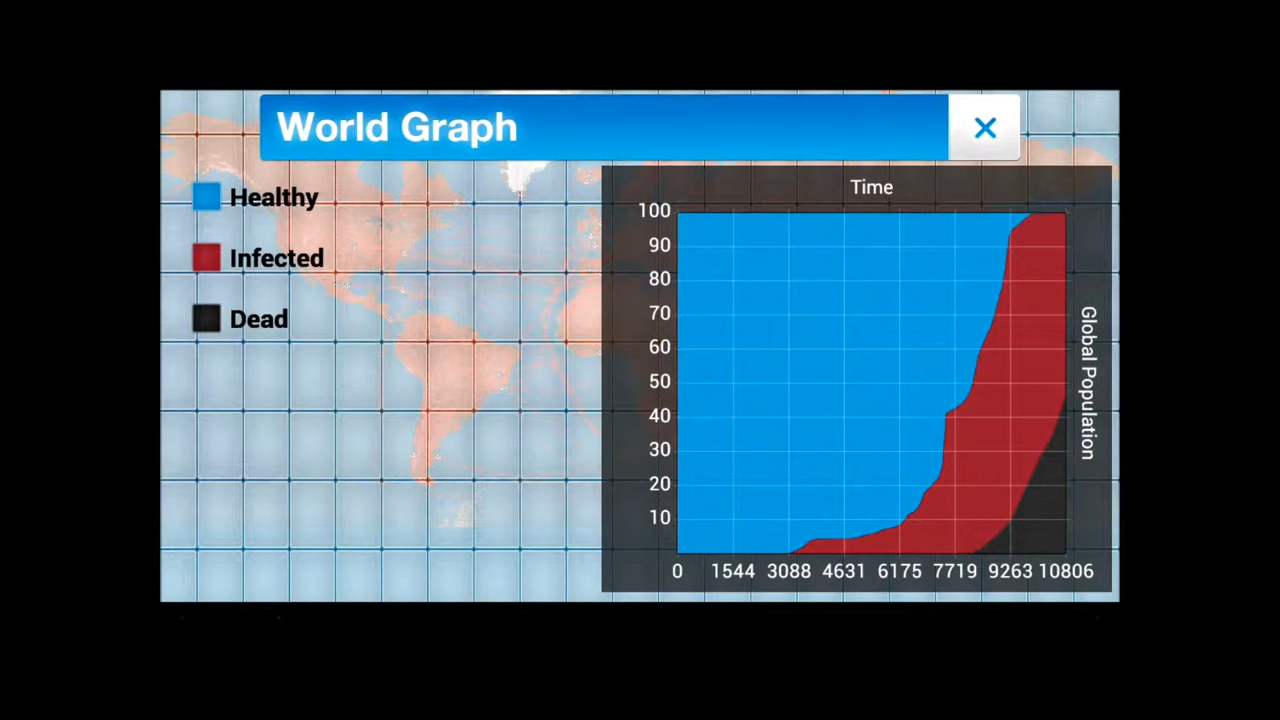 World Graph
Healthy
Infected
Dead
Time
100
90
80
70
60
50
40
30
20
10
0 1544 3088 4631 6175 7719 9263 10806
Global Population